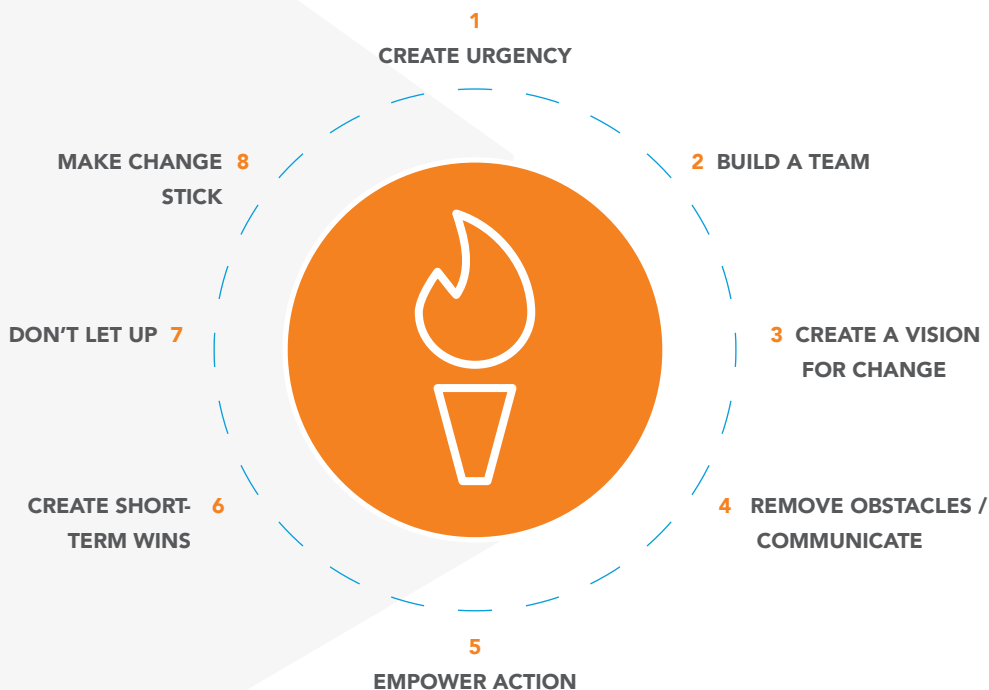 1
CREATE URGENCY
2 BUILD A TEAM
3 CREATE A VISION
FOR CHANGE
4 REMOVE OBSTACLES /
COMMUNICATE
5
EMPOWER ACTION
CREATE SHORT- 6
TERM WINS
DON’T LET UP 7
MAKE CHANGE 8
STICK